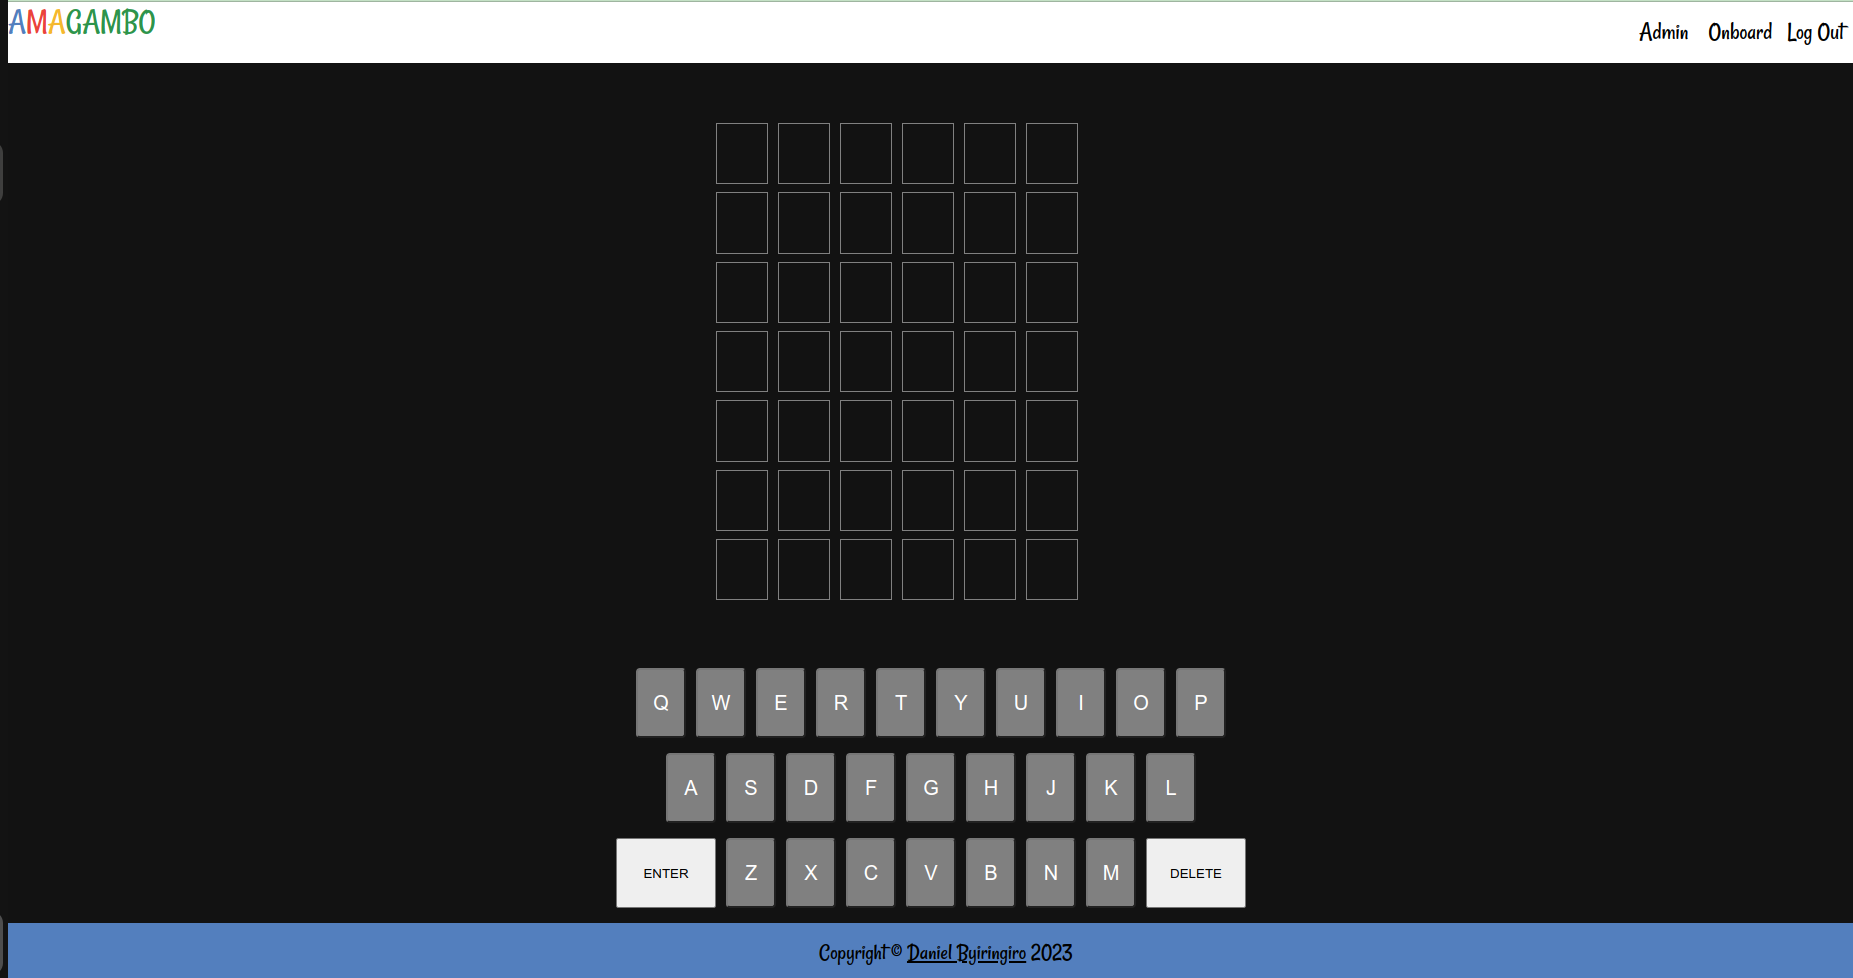 AMAGAMBO
Admin Onboard Log Out
Q W E R T Y U I O P
A S D F G H J K L
ENTER Z X C V B N M DELETE
Copyright © Daniel Byiringiro 2023